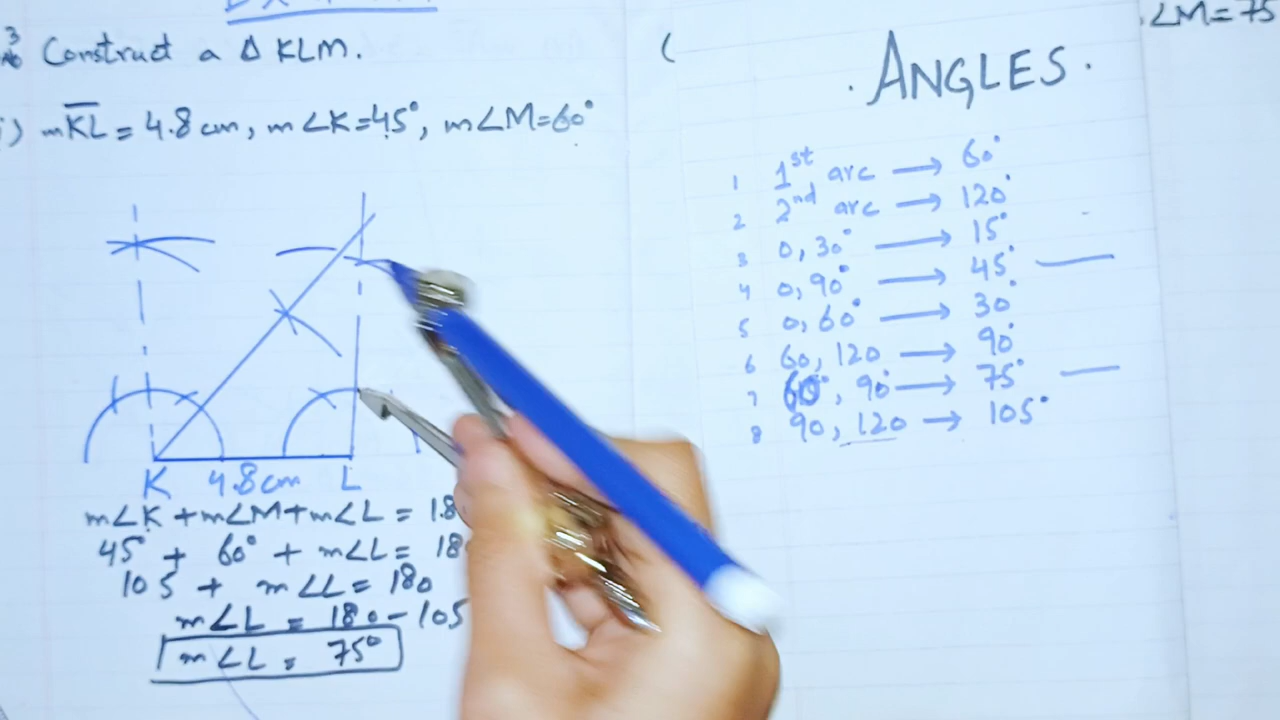 Construct a Δ KLM.
i) mKL = 4.8 cm, m∠K=45°, m∠M=60°
K 4.8cm L
m∠K + m∠M + m∠L = 18
45° + 60° + m∠L = 18
105 + m∠L = 180
m∠L = 180 - 105
m∠L = 75°
(
. ANGLES .
1 1st arc → 60°
2 2nd arc → 120°
3 0, 30° → 15°
4 0, 90° → 45° —
5 0, 60° → 30°
6 60, 120 → 90°
7 60°, 90° → 75° —
8 90, 120 → 105°
∠M = 75